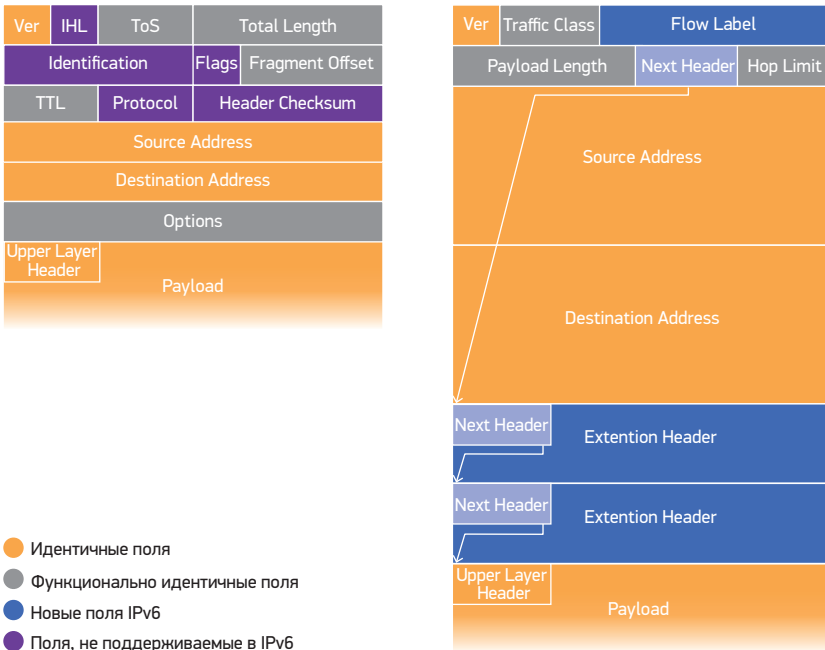 Ver IHL ToS Total Length
Identification Flags Fragment Offset
TTL Protocol Header Checksum
Source Address
Destination Address
Options
Upper Layer
Header
Payload
Ver Traffic Class Flow Label
Payload Length Next Header Hop Limit
Source Address
Destination Address
Next Header
Extention Header
Next Header
Extention Header
Upper Layer
Header
Payload
Идентичные поля
Функционально идентичные поля
Новые поля IPv6
Поля, не поддерживаемые в IPv6